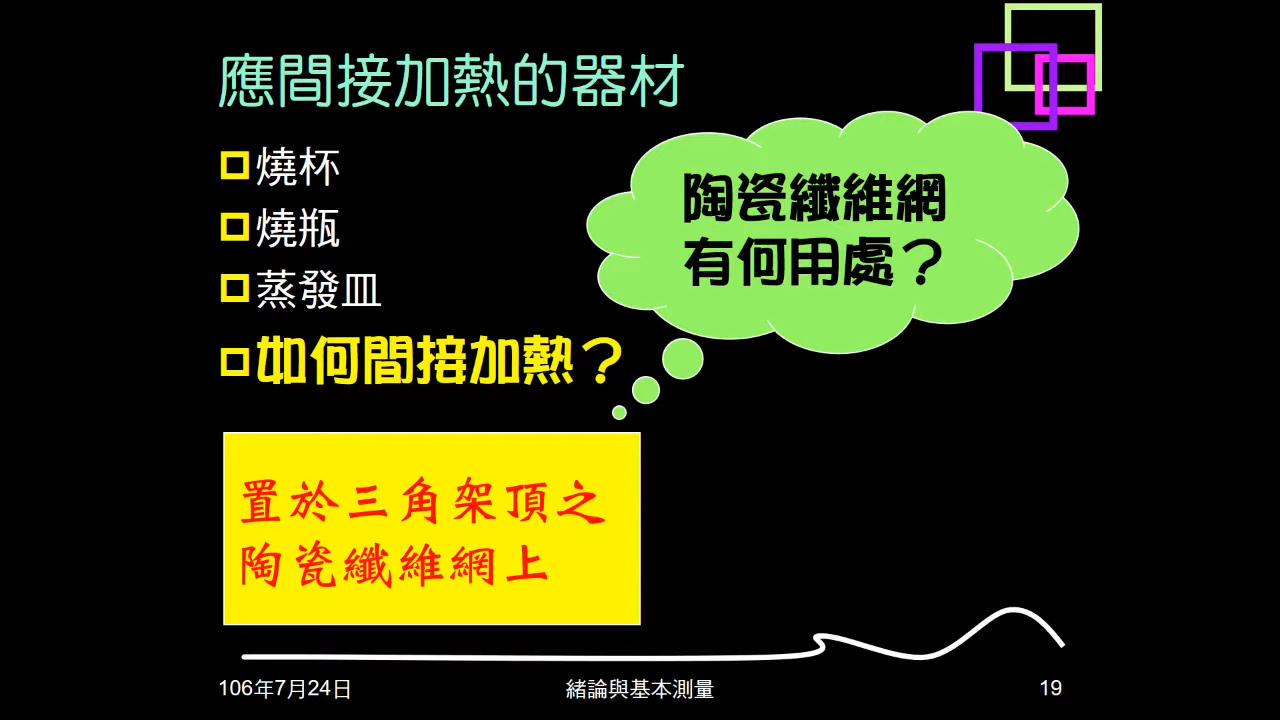 應間接加熱的器材
燒杯
燒瓶
蒸發皿
如何間接加熱？
陶瓷纖維網
有何用處？
置於三角架頂之
陶瓷纖維網上
106年7月24日
緒論與基本測量
19